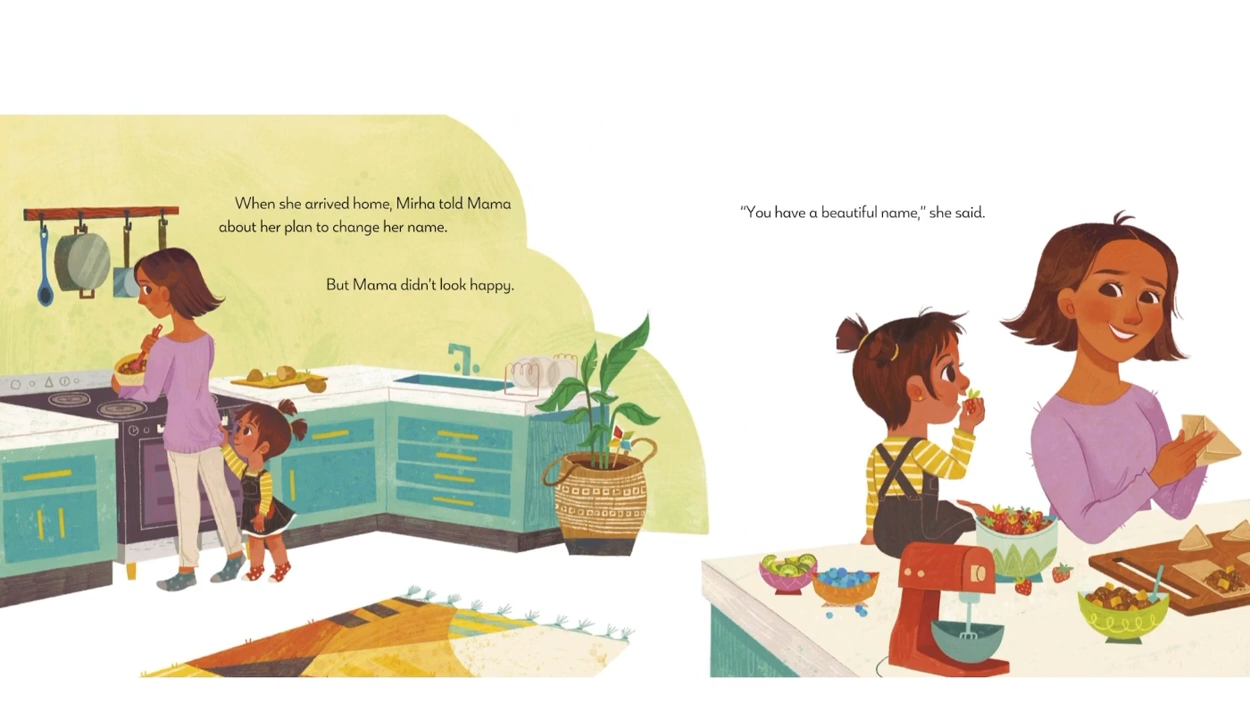 When she arrived home, Mirha told Mama
about her plan to change her name.
But Mama didn't look happy.
"You have a beautiful name," she said.